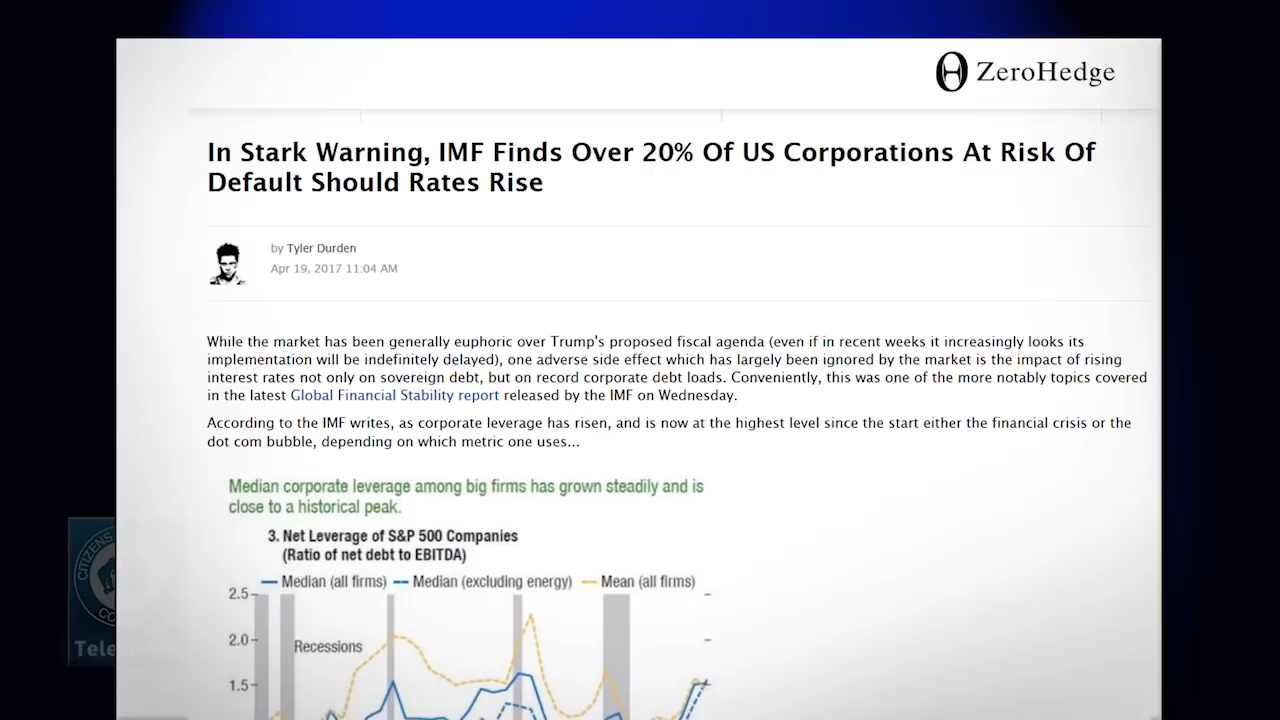 ZeroHedge
In Stark Warning, IMF Finds Over 20% Of US Corporations At Risk Of
Default Should Rates Rise
by Tyler Durden
Apr 19, 2017 11:04 AM
While the market has been generally euphoric over Trump's proposed fiscal agenda (even if in recent weeks it increasingly looks its
implementation will be indefinitely delayed), one adverse side effect which has largely been ignored by the market is the impact of rising
interest rates not only on sovereign debt, but on record corporate debt loads. Conveniently, this was one of the more notably topics covered
in the latest Global Financial Stability report released by the IMF on Wednesday.
According to the IMF writes, as corporate leverage has risen, and is now at the highest level since the start either the financial crisis or the
dot com bubble, depending on which metric one uses...
Median corporate leverage among big firms has grown steadily and is
close to a historical peak.
3. Net Leverage of S&P 500 Companies
(Ratio of net debt to EBITDA)
Median (all firms) Median (excluding energy) Mean (all firms)
2.5
2.0
Recessions
1.5
CITIZENS